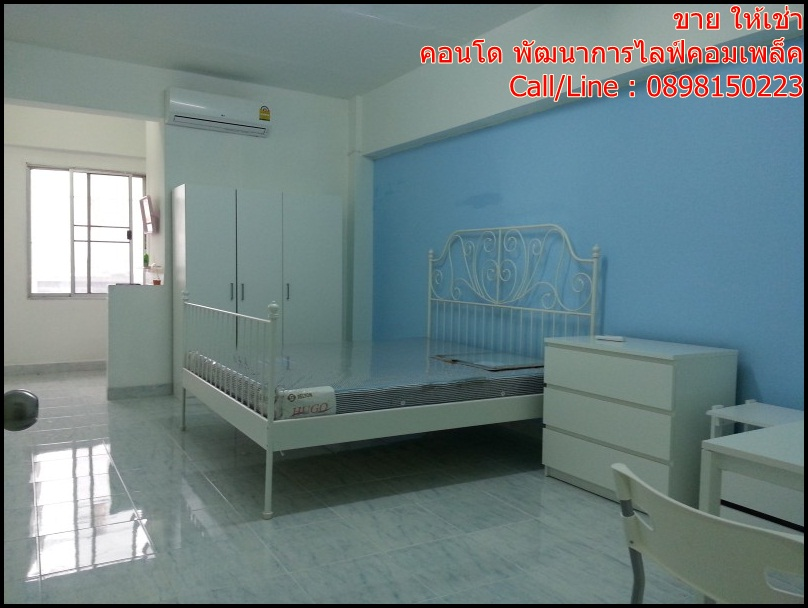 ขาย ให้เช่า
คอนโด พัฒนาการไลฟ์คอมเพล็ค
Call/Line : 0898150223
HUGO